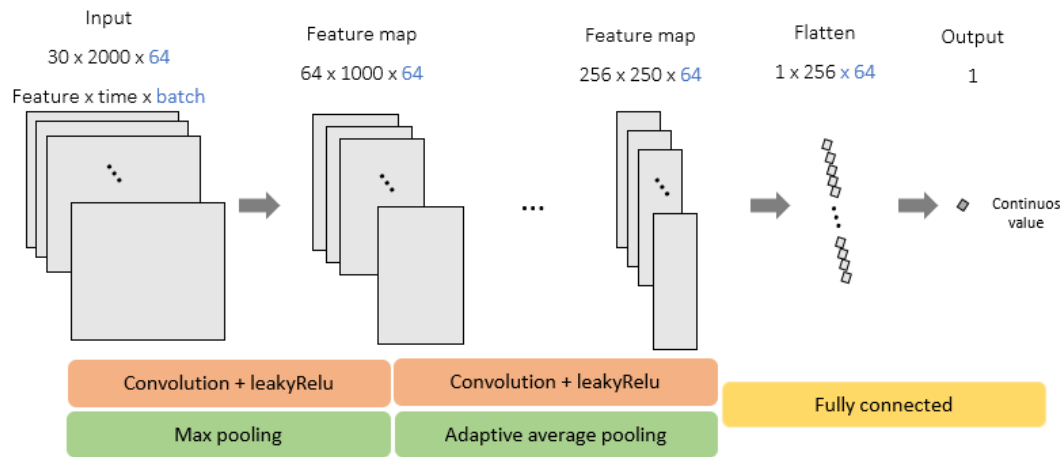 Input
30 x 2000 x 64
Feature x time x batch
Feature map
64 x 1000 x 64
...
Feature map
256 x 250 x 64
Flatten
1 x 256 x 64
Output
1
Continuos
value
Convolution + leakyRelu
Convolution + leakyRelu
Max pooling
Adaptive average pooling
Fully connected